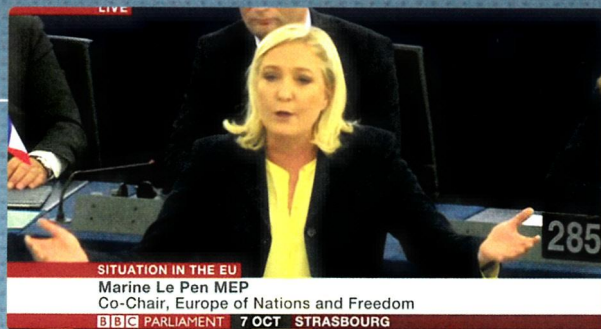 LIVE
285
SITUATION IN THE EU
Marine Le Pen MEP
Co-Chair, Europe of Nations and Freedom
BBC PARLIAMENT 7 OCT STRASBOURG